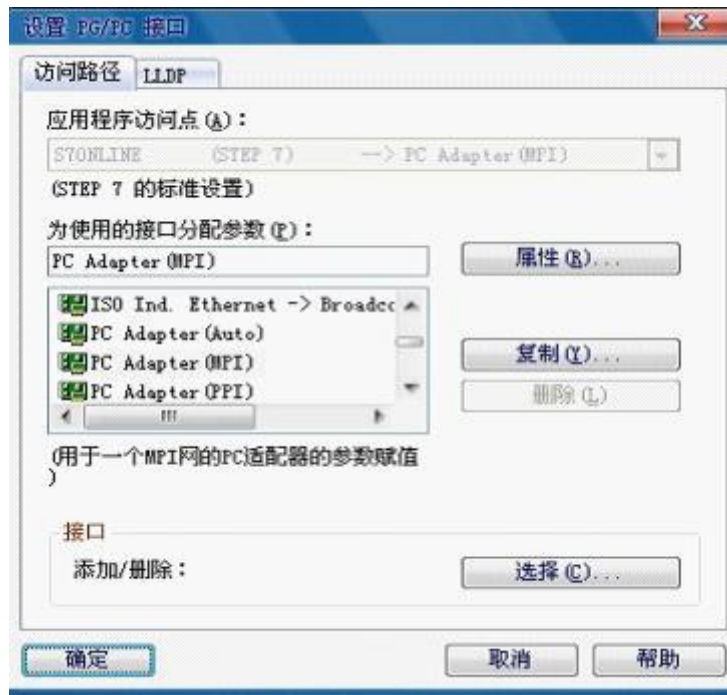 设置 PG/PC 接口
访问路径 LLDP
应用程序访问点(A):
S7ONLINE (STEP 7) --> PC Adapter(MPI)
(STEP 7 的标准设置)
为使用的接口分配参数(P):
PC Adapter(MPI)
属性(R)...
ISO Ind. Ethernet -> Broadcc
PC Adapter(Auto)
PC Adapter(MPI)
PC Adapter(PPI)
复制(Y)...
删除(L)
(用于一个MPI网的PC适配器的参数赋值
)
接口
添加/删除:
选择(C)...
确定 取消 帮助